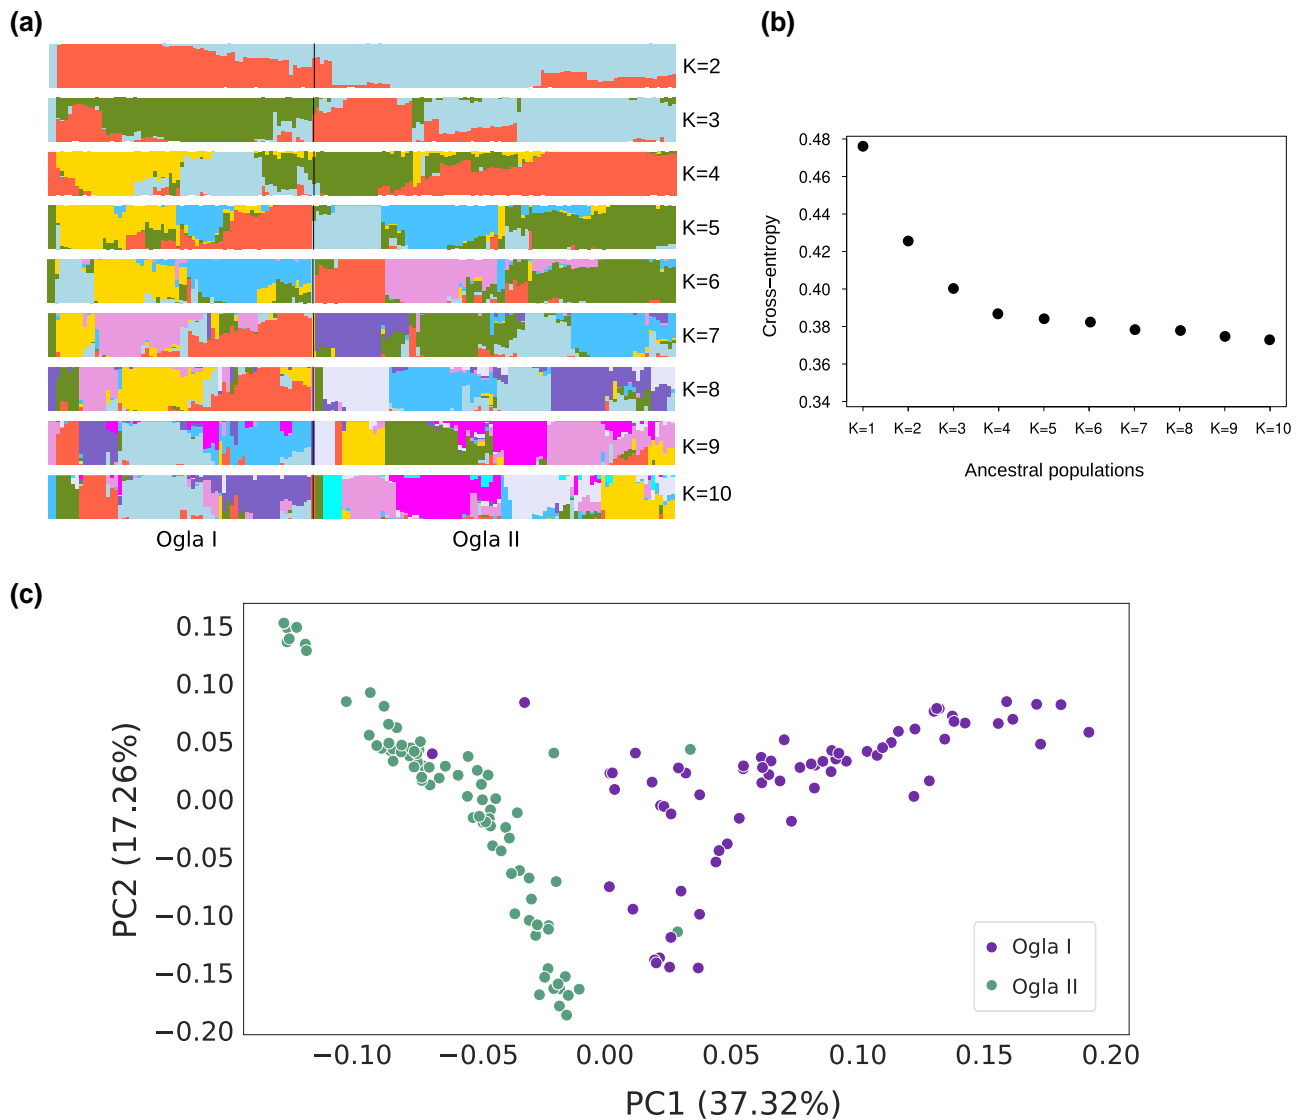 (a)
K=2
K=3
K=4
K=5
K=6
K=7
K=8
K=9
K=10
Ogla I Ogla II
(b)
0.48
0.46
0.44
0.42
0.40
0.38
0.36
0.34
Cross−entropy
K=1 K=2 K=3 K=4 K=5 K=6 K=7 K=8 K=9 K=10
Ancestral populations
(c)
0.15
0.10
0.05
0.00
−0.05
−0.10
−0.15
−0.20
PC2 (17.26%)
Ogla I
Ogla II
−0.10 −0.05 0.00 0.05 0.10 0.15 0.20
PC1 (37.32%)